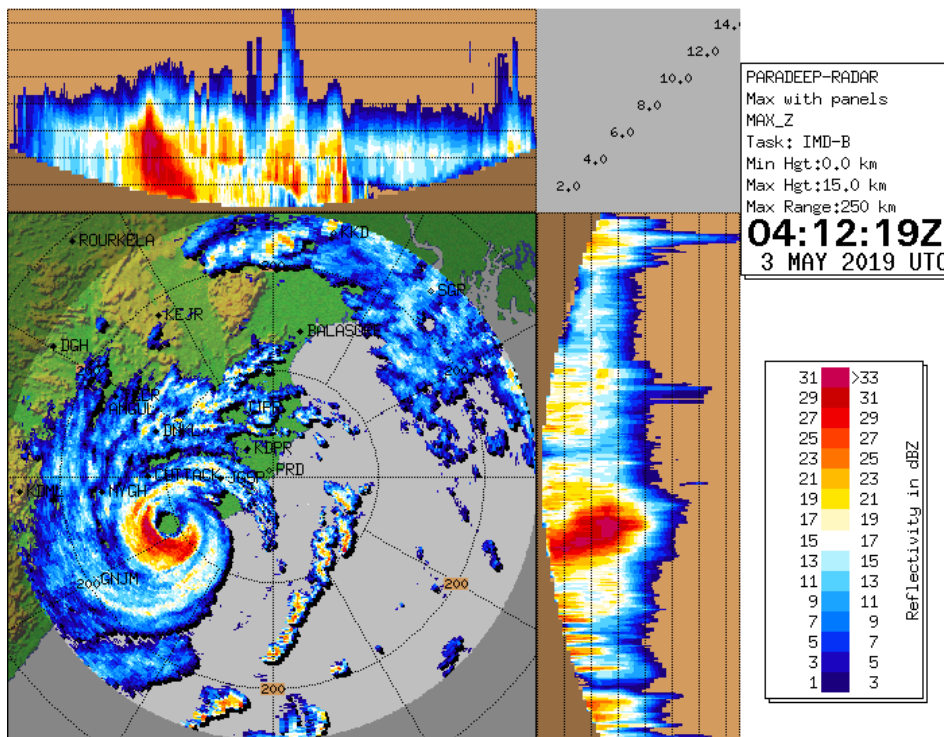 14.
12.0
10.0
8.0
6.0
4.0
2.0
PARADEEP-RADAR
Max with panels
MAX_Z
Task: IMD-B
Min Hgt:0.0 km
Max Hgt:15.0 km
Max Range:250 km
04:12:19Z
3 MAY 2019 UTC
ROURKELA
KKD
200
SGR
KEJR
BALASORE
DGH
200
ANGUL
KDPR
PRD
CUTTACK
JGSP
NYGH
200
GNJM
200
200
31 >33
29 31
27 29
25 27
23 25
21 23
19 21
17 19
15 17
13 15
11 13
9 11
7 9
5 7
3 5
1 3
Reflectivity in dBZ